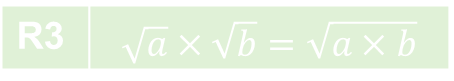 R3 √a × √b = √(a × b)